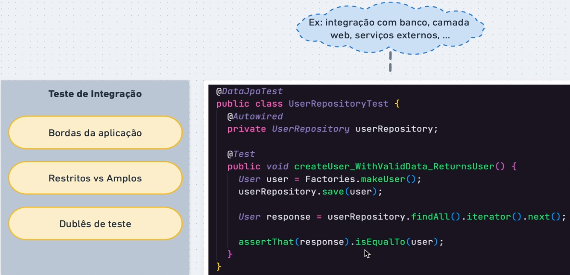 Ex: integração com banco, camada
web, serviços externos, ...
Teste de Integração
Bordas da aplicação
Restritos vs Amplos
Dublês de teste
@DataJpaTest
public class UserRepositoryTest {
@Autowired
private UserRepository userRepository;
@Test
public void createUser_WithValidData_ReturnsUser() {
User user = Factories.makeUser();
userRepository.save(user);
User response = userRepository.findAll().iterator().next();
assertThat(response).isEqualTo(user);
}
}